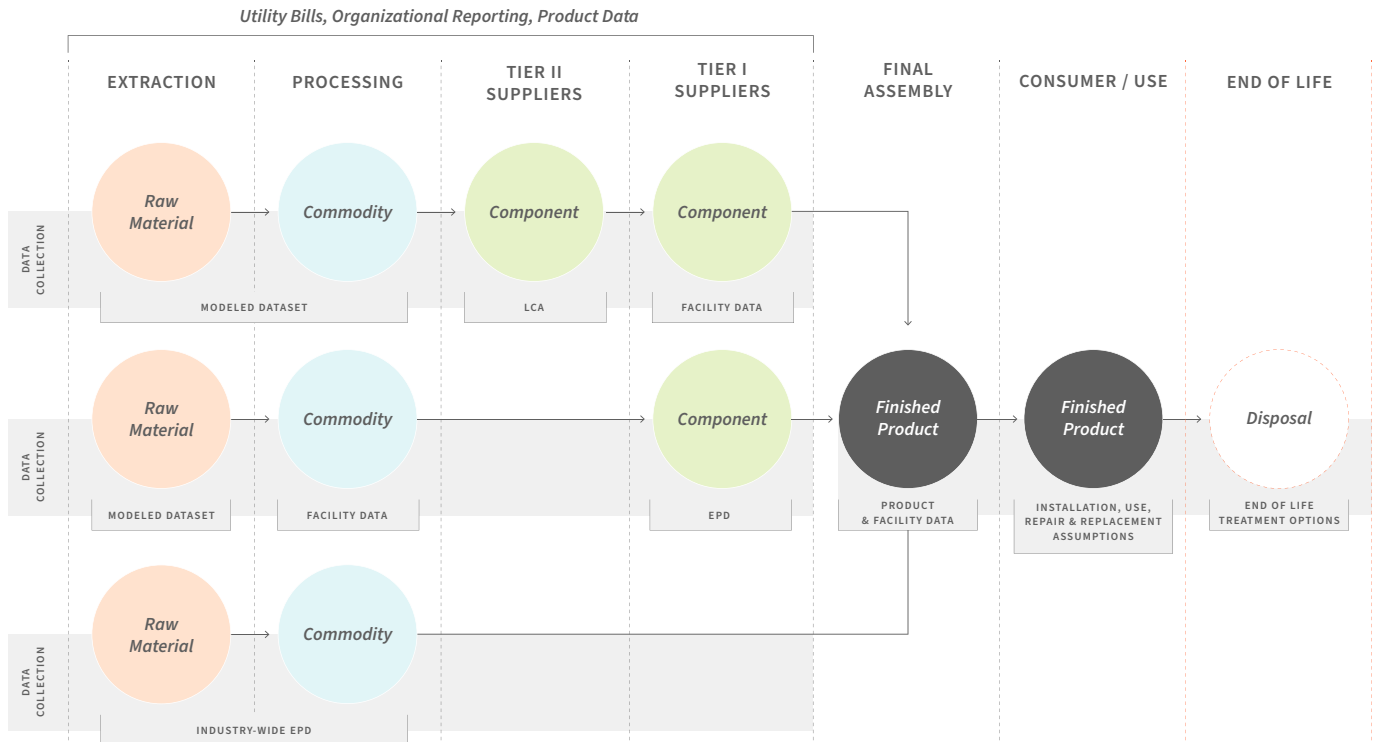 Utility Bills, Organizational Reporting, Product Data
EXTRACTION
PROCESSING
TIER II
SUPPLIERS
TIER I
SUPPLIERS
FINAL
ASSEMBLY
CONSUMER / USE
END OF LIFE
DATA
COLLECTION
Raw
Material
Commodity
Component
Component
MODELED DATASET
LCA
FACILITY DATA
DATA
COLLECTION
Raw
Material
Commodity
Component
Finished
Product
Finished
Product
Disposal
MODELED DATASET
FACILITY DATA
EPD
PRODUCT
& FACILITY DATA
INSTALLATION, USE,
REPAIR & REPLACEMENT
ASSUMPTIONS
END OF LIFE
TREATMENT OPTIONS
DATA
COLLECTION
Raw
Material
Commodity
INDUSTRY-WIDE EPD